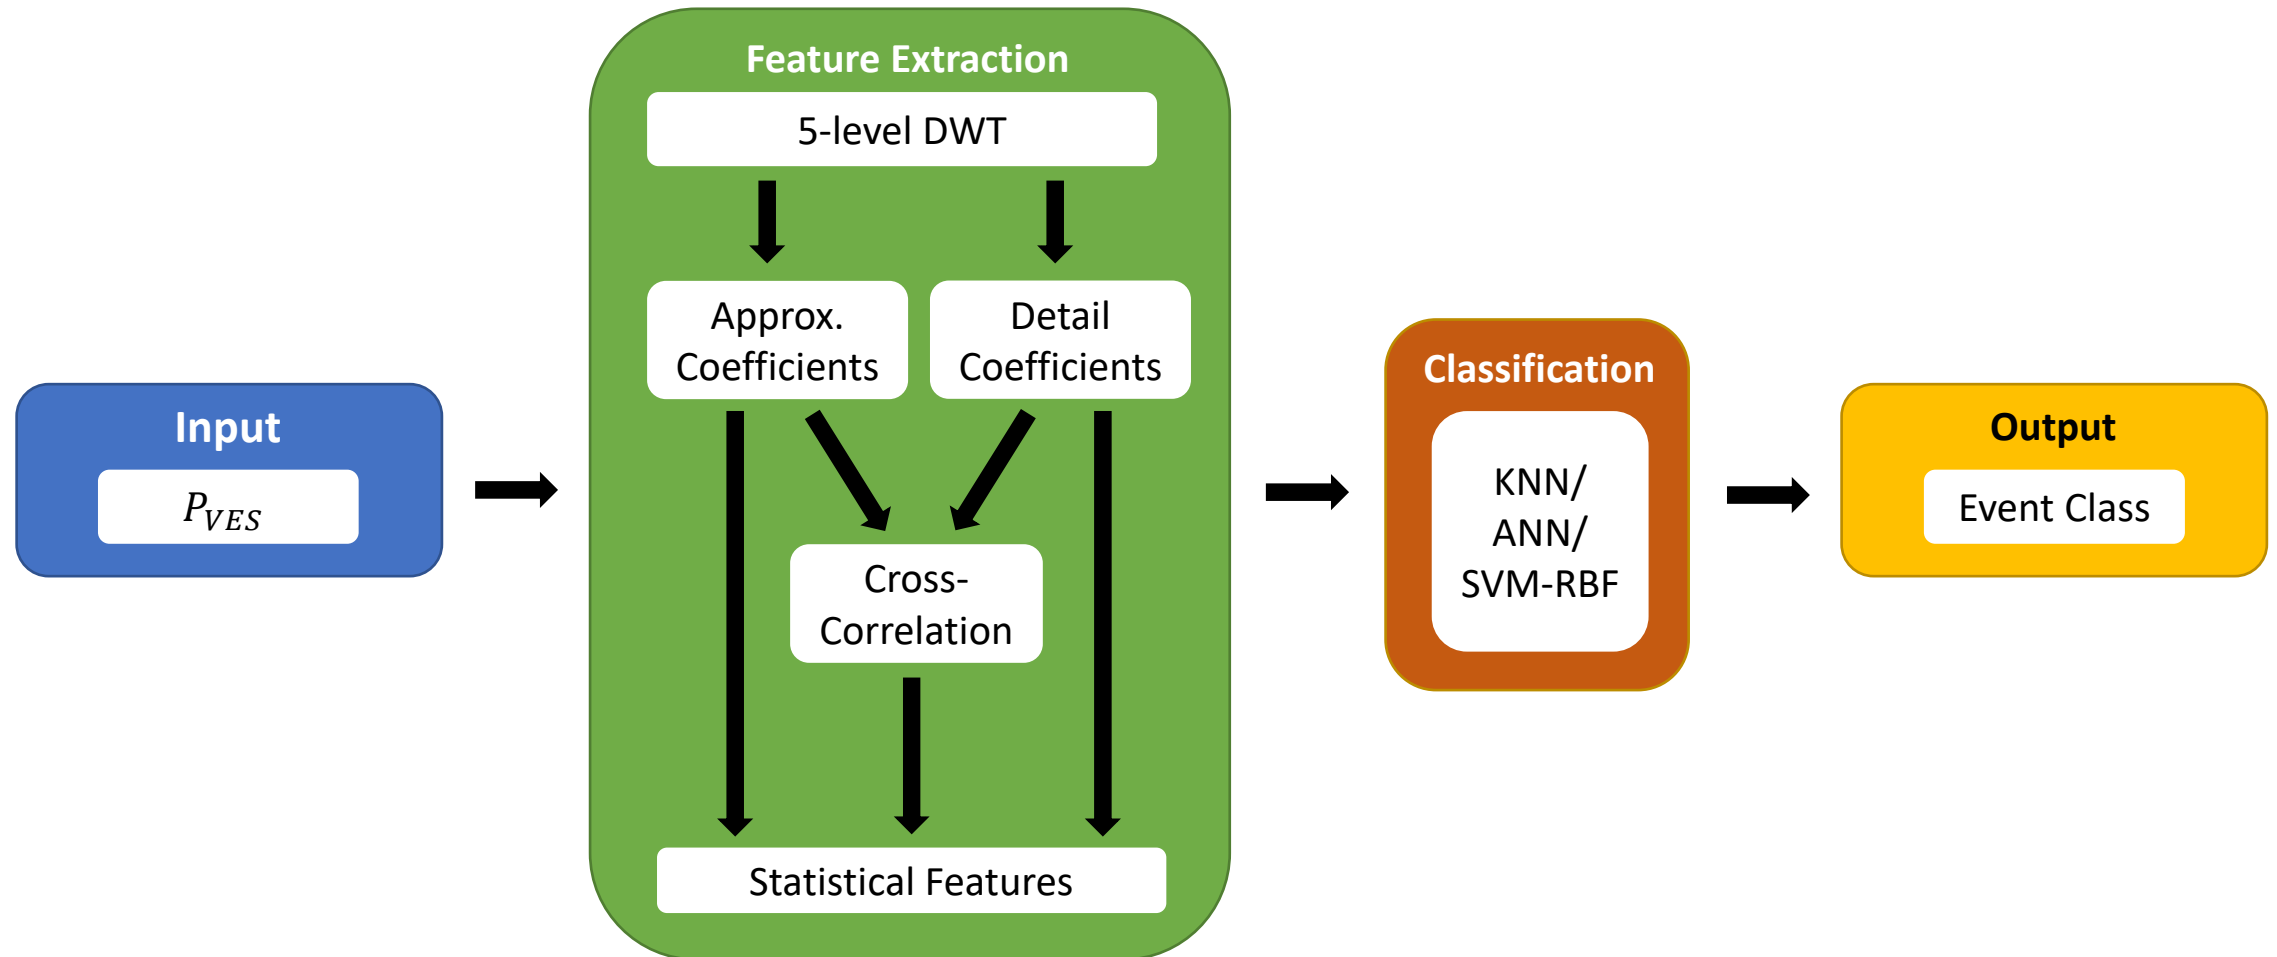 Feature Extraction
5-level DWT
Approx.
Coefficients
Detail
Coefficients
Cross-
Correlation
Statistical Features
Input
P_VES
Classification
KNN/
ANN/
SVM-RBF
Output
Event Class